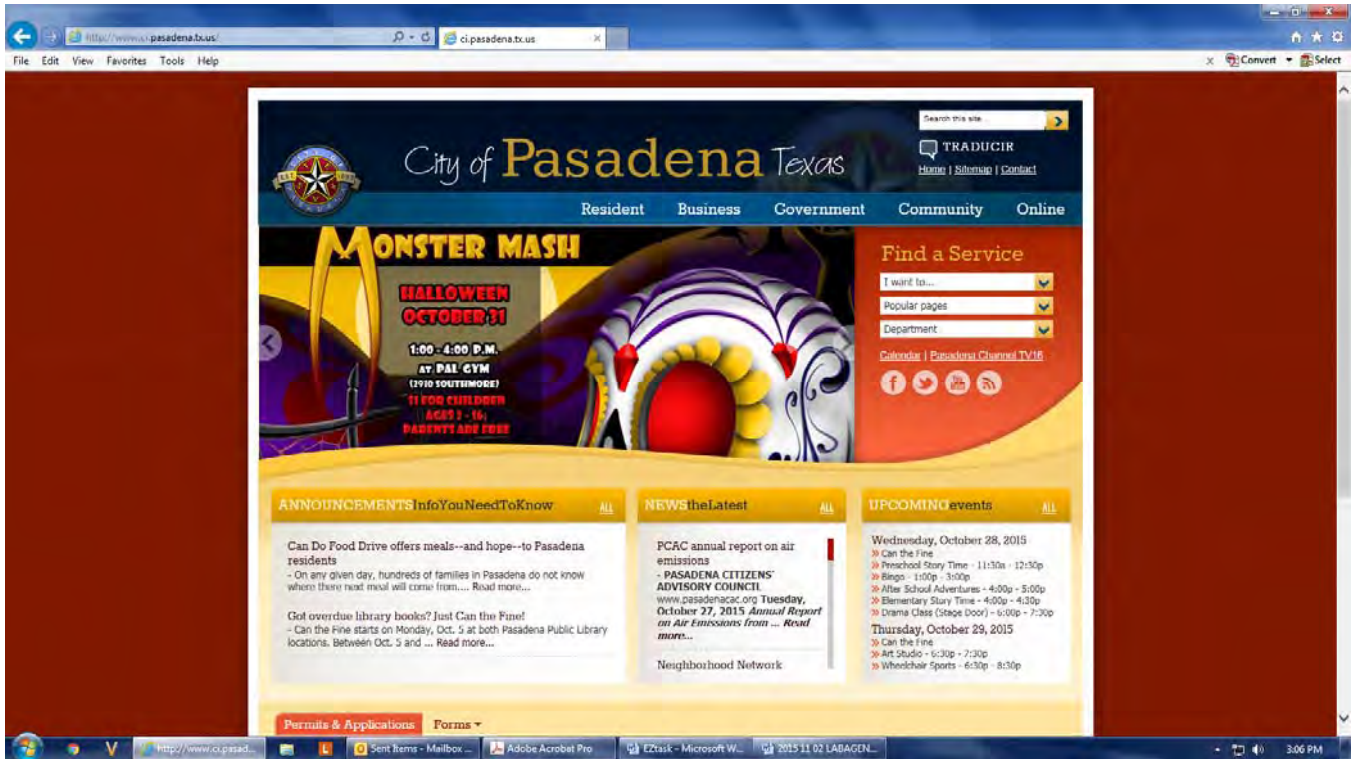 http://www.ci.pasadena.tx.us/
ci.pasadena.tx.us
File Edit View Favorites Tools Help
Convert Select
City of Pasadena Texas
Search this site
TRADUCIR
Home | Sitemap | Contact
Resident Business Government Community Online
MONSTER MASH
HALLOWEEN
OCTOBER 31
1:00 - 4:00 P.M.
AT PAL GYM
(2910 SOUTHMORE)
$1 FOR CHILDREN
AGES 2 - 16;
PARENTS ARE FREE
Find a Service
I want to...
Popular pages
Department
Calendar | Pasadena Channel TV16
ANNOUNCEMENTSInfoYouNeedToKnow ALL
Can Do Food Drive offers meals--and hope--to Pasadena
residents
- On any given day, hundreds of families in Pasadena do not know
where there next meal will come from.... Read more...
Got overdue library books? Just Can the Fine!
- Can the Fine starts on Monday, Oct. 5 at both Pasadena Public Library
locations. Between Oct. 5 and ... Read more...
NEWStheLatest ALL
PCAC annual report on air
emissions
- PASADENA CITIZENS'
ADVISORY COUNCIL
www.pasadenacac.org Tuesday,
October 27, 2015 Annual Report
on Air Emissions from ... Read
more...
Neighborhood Network
UPCOMINGevents ALL
Wednesday, October 28, 2015
Can the Fine
Preschool Story Time - 11:30a - 12:30p
Bingo - 1:00p - 3:00p
After School Adventures - 4:00p - 5:00p
Elementary Story Time - 4:00p - 4:30p
Drama Class (Stage Door) - 6:00p - 7:30p
Thursday, October 29, 2015
Can the Fine
Art Studio - 6:30p - 7:30p
Wheelchair Sports - 6:30p - 8:30p
Permits & Applications Forms
http://www.ci.pasad... Sent Items - Mailbox ... Adobe Acrobat Pro EZtask - Microsoft W... 2015 11 02 LABAGEN... 3:06 PM